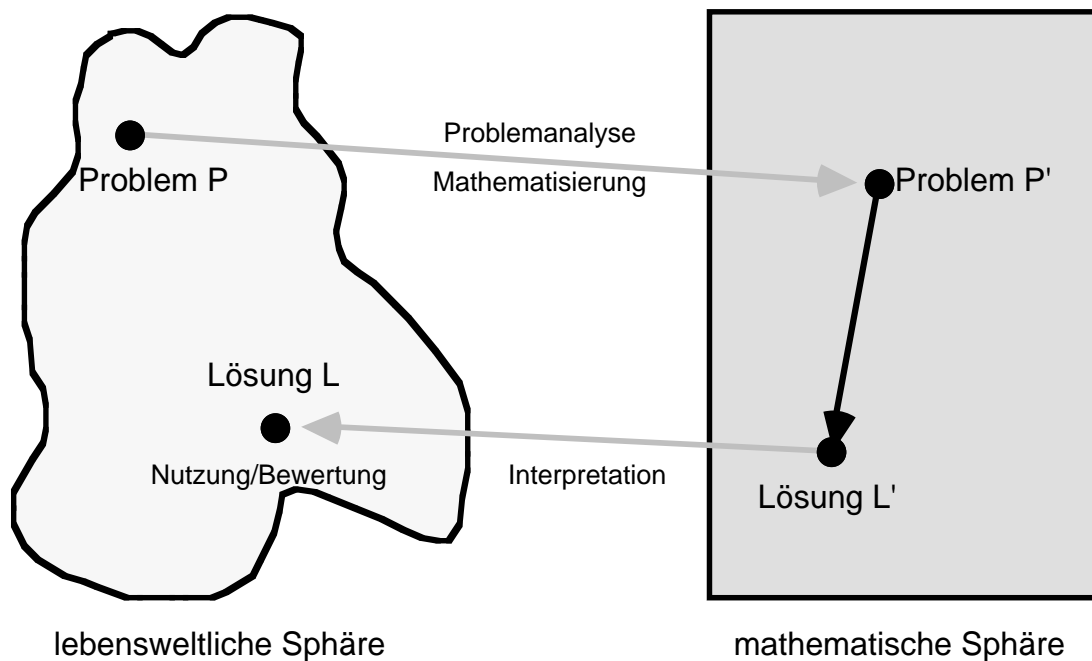 Problemanalyse
Problem P
Mathematisierung
Problem P'
Lösung L
Nutzung/Bewertung
Interpretation
Lösung L'
lebensweltliche Sphäre
mathematische Sphäre